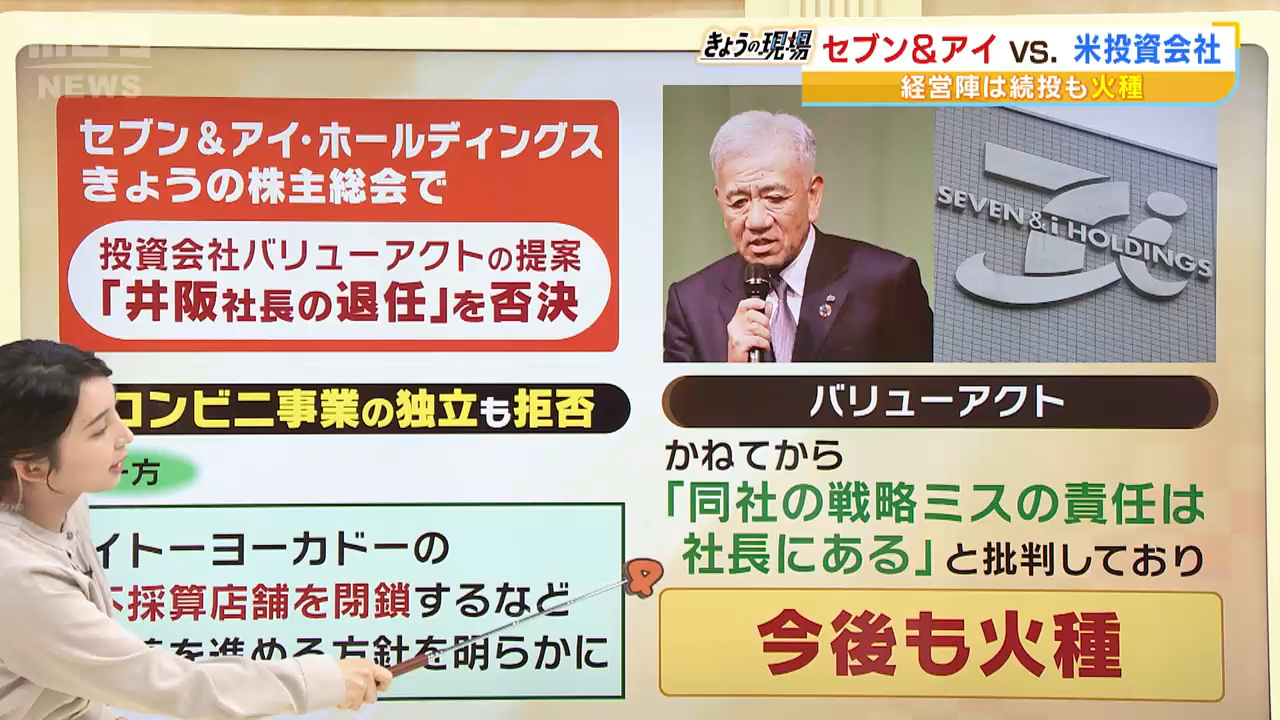 NEWS
きょうの現場
セブン&アイ vs. 米投資会社
経営陣は続投も火種
セブン&アイ・ホールディングス
きょうの株主総会で
投資会社バリューアクトの提案
「井阪社長の退任」を否決
コンビニ事業の独立も拒否
一方
イトーヨーカドーの
不採算店舗を閉鎖するなど
を進める方針を明らかに
SEVEN & i HOLDINGS
バリューアクト
かねてから
「同社の戦略ミスの責任は
社長にある」と批判しており
今後も火種